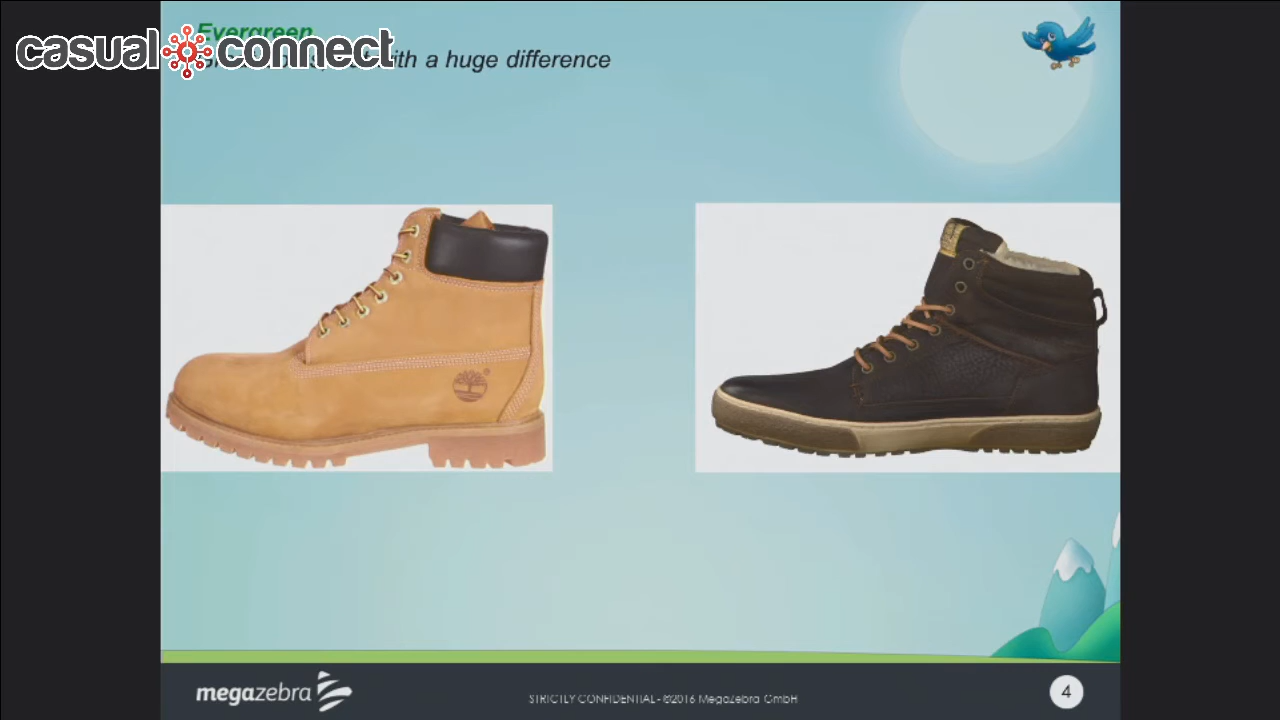 Evergreen
casual connect
with a huge difference
megazebra
STRICTLY CONFIDENTIAL - ©2016 MegaZebra GmbH
4